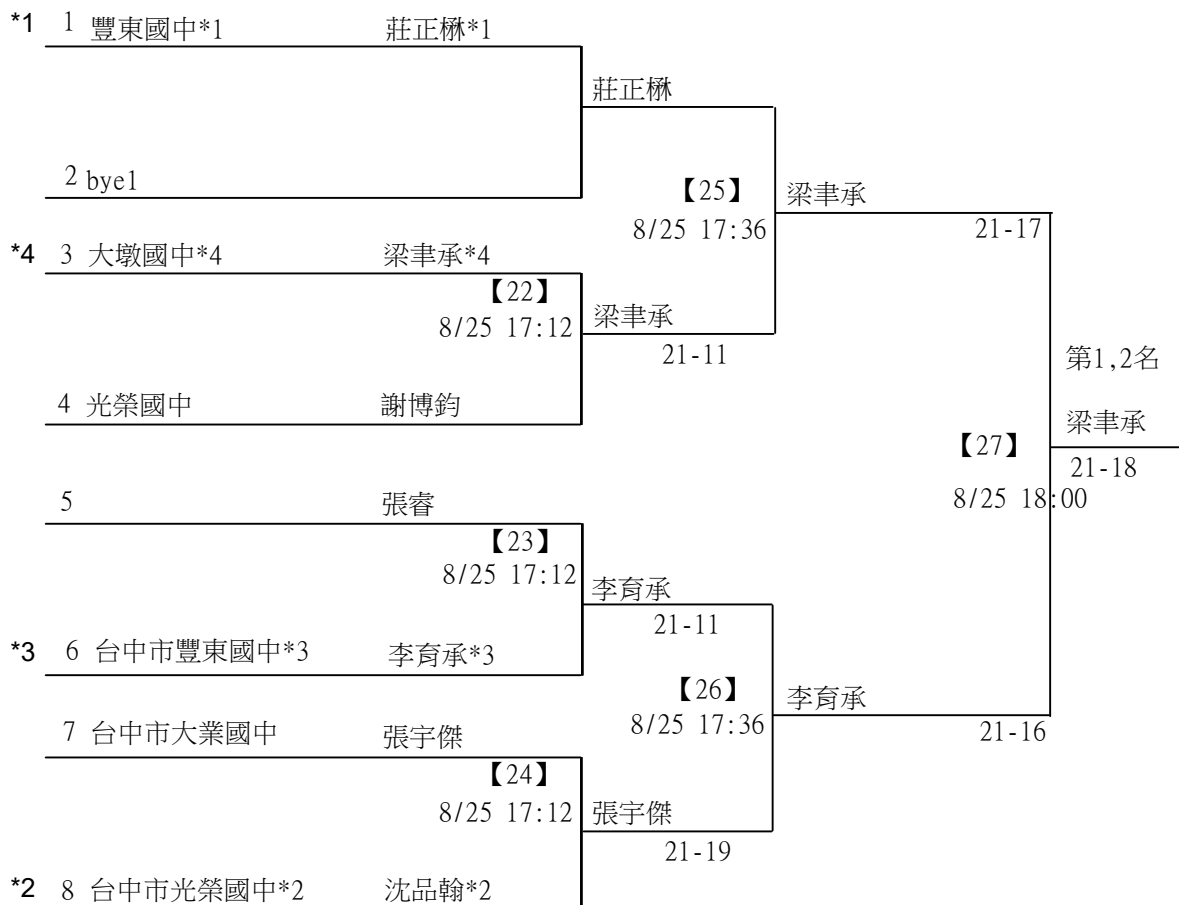 *1 1 豐東國中*1 莊正楙*1
莊正楙
2 bye1
【25】
8/25 17:36
梁聿承
21-17
*4 3 大墩國中*4 梁聿承*4
【22】
8/25 17:12
梁聿承
21-11
4 光榮國中 謝博鈞
第1,2名
梁聿承
【27】
21-18
8/25 18:00
5 張睿
【23】
8/25 17:12
李育承
21-11
*3 6 台中市豐東國中*3 李育承*3
【26】
8/25 17:36
李育承
21-16
7 台中市大業國中 張宇傑
【24】
8/25 17:12
張宇傑
21-19
*2 8 台中市光榮國中*2 沈品翰*2